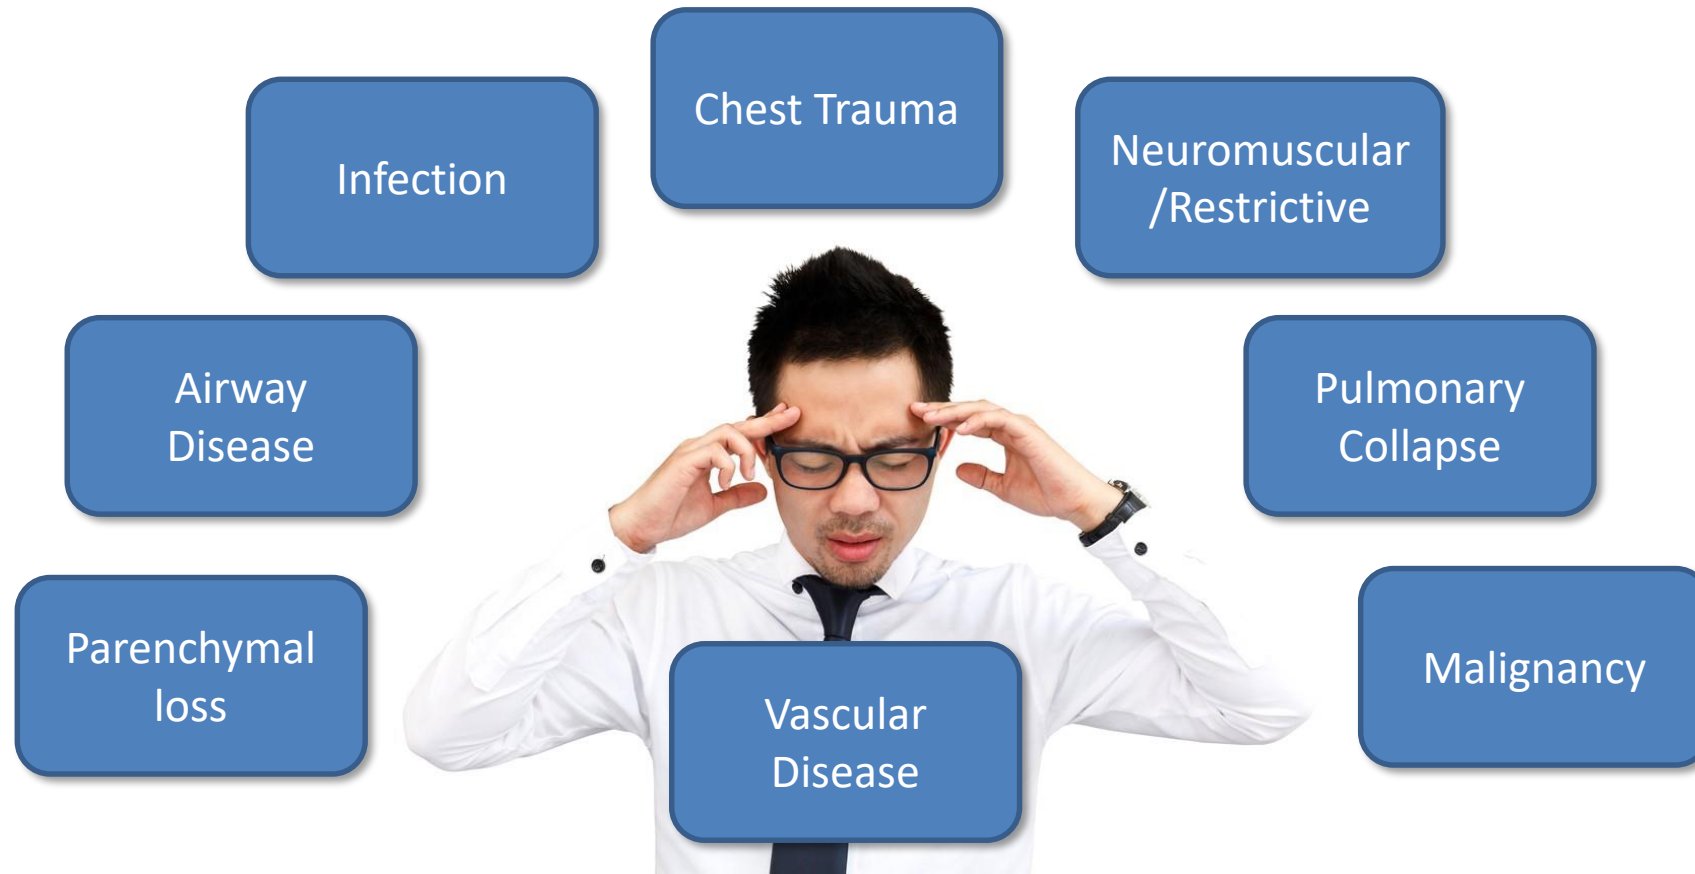 Chest Trauma
Infection
Neuromuscular
/Restrictive
Airway
Disease
Pulmonary
Collapse
Parenchymal
loss
Vascular
Disease
Malignancy